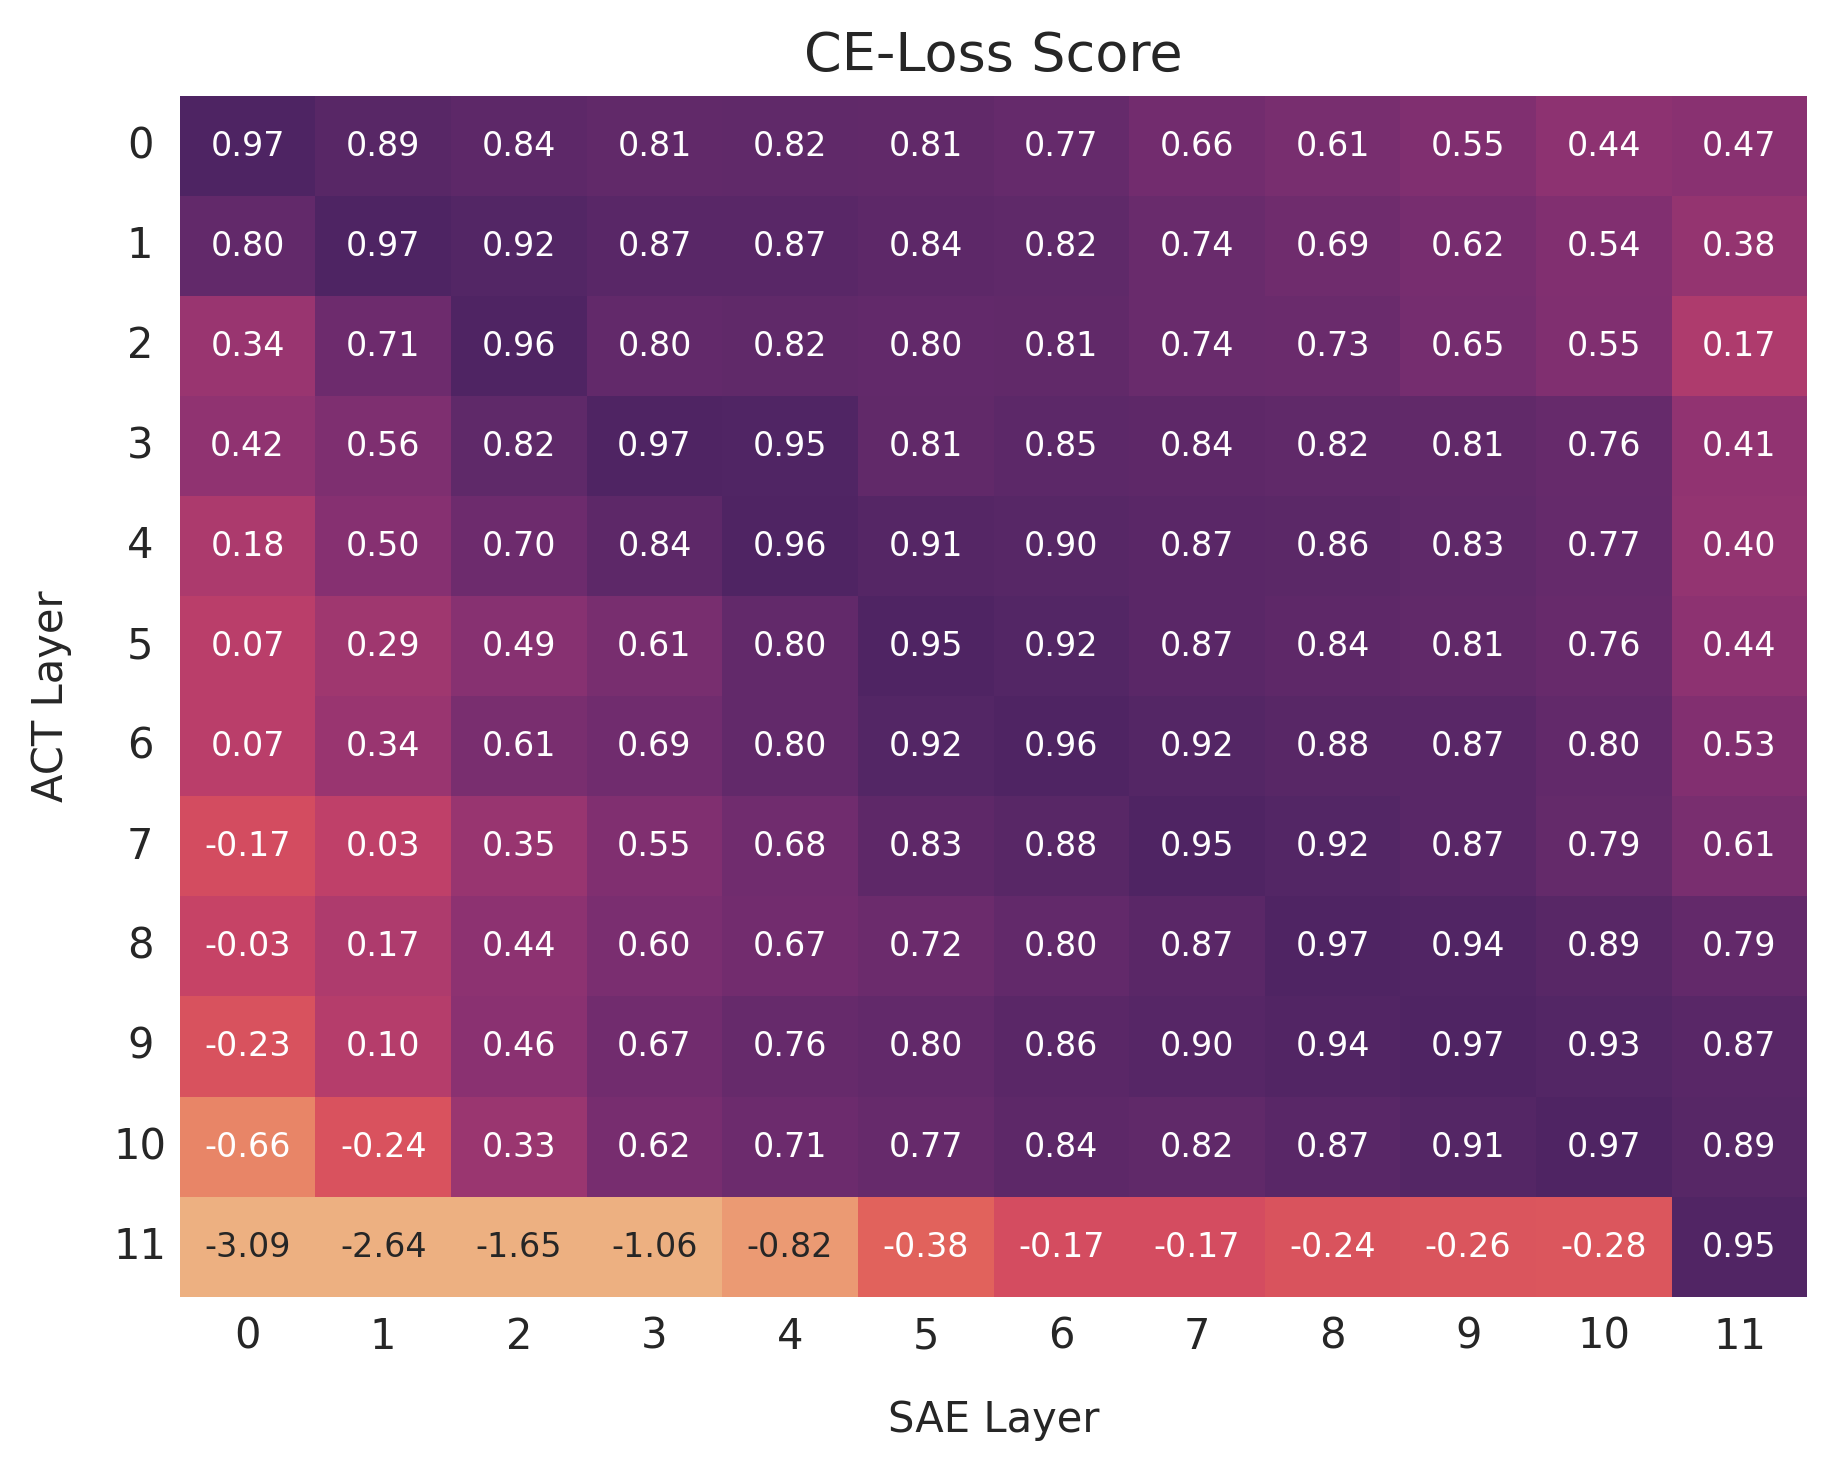 CE-Loss Score
0 0.97 0.89 0.84 0.81 0.82 0.81 0.77 0.66 0.61 0.55 0.44 0.47
1 0.80 0.97 0.92 0.87 0.87 0.84 0.82 0.74 0.69 0.62 0.54 0.38
2 0.34 0.71 0.96 0.80 0.82 0.80 0.81 0.74 0.73 0.65 0.55 0.17
3 0.42 0.56 0.82 0.97 0.95 0.81 0.85 0.84 0.82 0.81 0.76 0.41
4 0.18 0.50 0.70 0.84 0.96 0.91 0.90 0.87 0.86 0.83 0.77 0.40
5 0.07 0.29 0.49 0.61 0.80 0.95 0.92 0.87 0.84 0.81 0.76 0.44
6 0.07 0.34 0.61 0.69 0.80 0.92 0.96 0.92 0.88 0.87 0.80 0.53
7 -0.17 0.03 0.35 0.55 0.68 0.83 0.88 0.95 0.92 0.87 0.79 0.61
8 -0.03 0.17 0.44 0.60 0.67 0.72 0.80 0.87 0.97 0.94 0.89 0.79
9 -0.23 0.10 0.46 0.67 0.76 0.80 0.86 0.90 0.94 0.97 0.93 0.87
10 -0.66 -0.24 0.33 0.62 0.71 0.77 0.84 0.82 0.87 0.91 0.97 0.89
11 -3.09 -2.64 -1.65 -1.06 -0.82 -0.38 -0.17 -0.17 -0.24 -0.26 -0.28 0.95
0 1 2 3 4 5 6 7 8 9 10 11
SAE Layer
ACT Layer